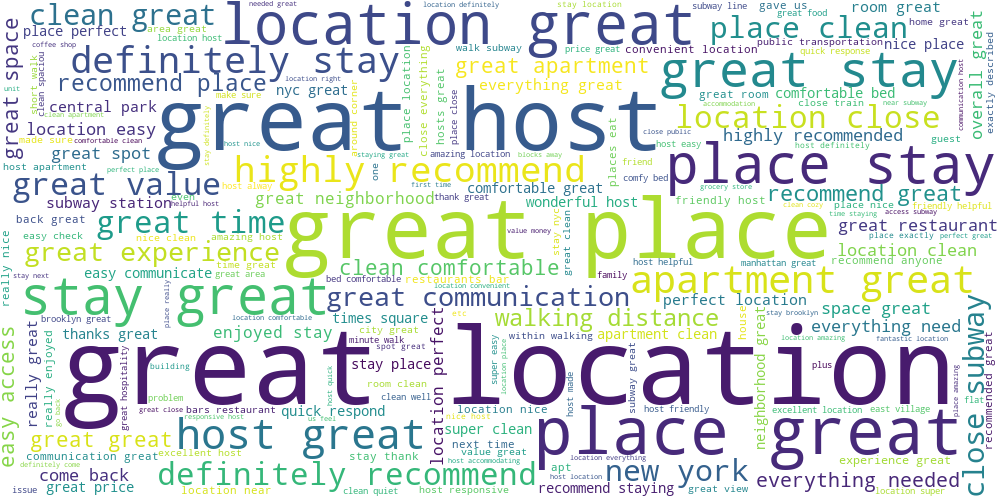 clean great
location great
needed great
location definitely
stay location
subway line
gave us
great food
room great
place perfect
area great
location host
definitely stay
walk subway
price great
convenient location
place clean
public transportation
quick response
home great
nice place
great space
coffee shop
clean spacious
unit
short walk
recommend place
nyc great
location right
make sure
round corner
place location
hosts great
close everything
place close
great apartment
everything great
great stay
great room
comfortable bed
close train
near subway
accommodation
communication host
overall great
exactly described
central park
clean apartment
made sure
comfortable clean
location easy
great host
location close
host easy
close public
host definitely
highly recommended
guest
great spot
host apartment
perfect place
host nice
stay definitely
staying great
amazing location
blocks away
places eat
friend
place stay
great value
host alway
highly recommend
one
first time
comfortable great
comfy bed
grocery store
friendly host
recommend great
subway station
even
helpful host
great neighborhood
thank great
wonderful host
clean cozy
place nice
friendly helpful
back great
great time
great place
time staying
access subway
great restaurant
easy check
nice clean
amazing host
value money
stay nyc
great clean
host helpful
manhattan great
place exactly
perfect great
really nice
great experience
time great
clean comfortable
location clean
recommend anyone
stay next
easy communicate
great area
bed comfortable
restaurants bar
family
apartment great
stay great
place really
location convenient
great communication
perfect location
stay brooklyn
space great
brooklyn great
location comfortable
times square
etc
walking distance
house
everything need
thanks great
enjoyed stay
city great
minute walk
spot great
location perfect
within walking
apartment clean
location amazing
fantastic location
easy access
really great
really enjoyed
great hospitality
great location
stay place
super easy
location place
subway great
neighborhood great
plus
close subway
recommended great
place amazing
building
problem
room clean
host quick
clean well
host made
host friendly
excellent location
east village
flat
go back
great close
bars restaurant
responsive host
quick respond
us feel
location nice
nice host
great great
host great
super clean
place great
communication great
excellent host
stay thank
next time
value great
host accommodating
location everything
experience great
definitely come
come back
definitely recommend
apt
host location
new york
everything needed
issue
great price
location near
clean quiet
host responsive
recommend staying
great view
location super